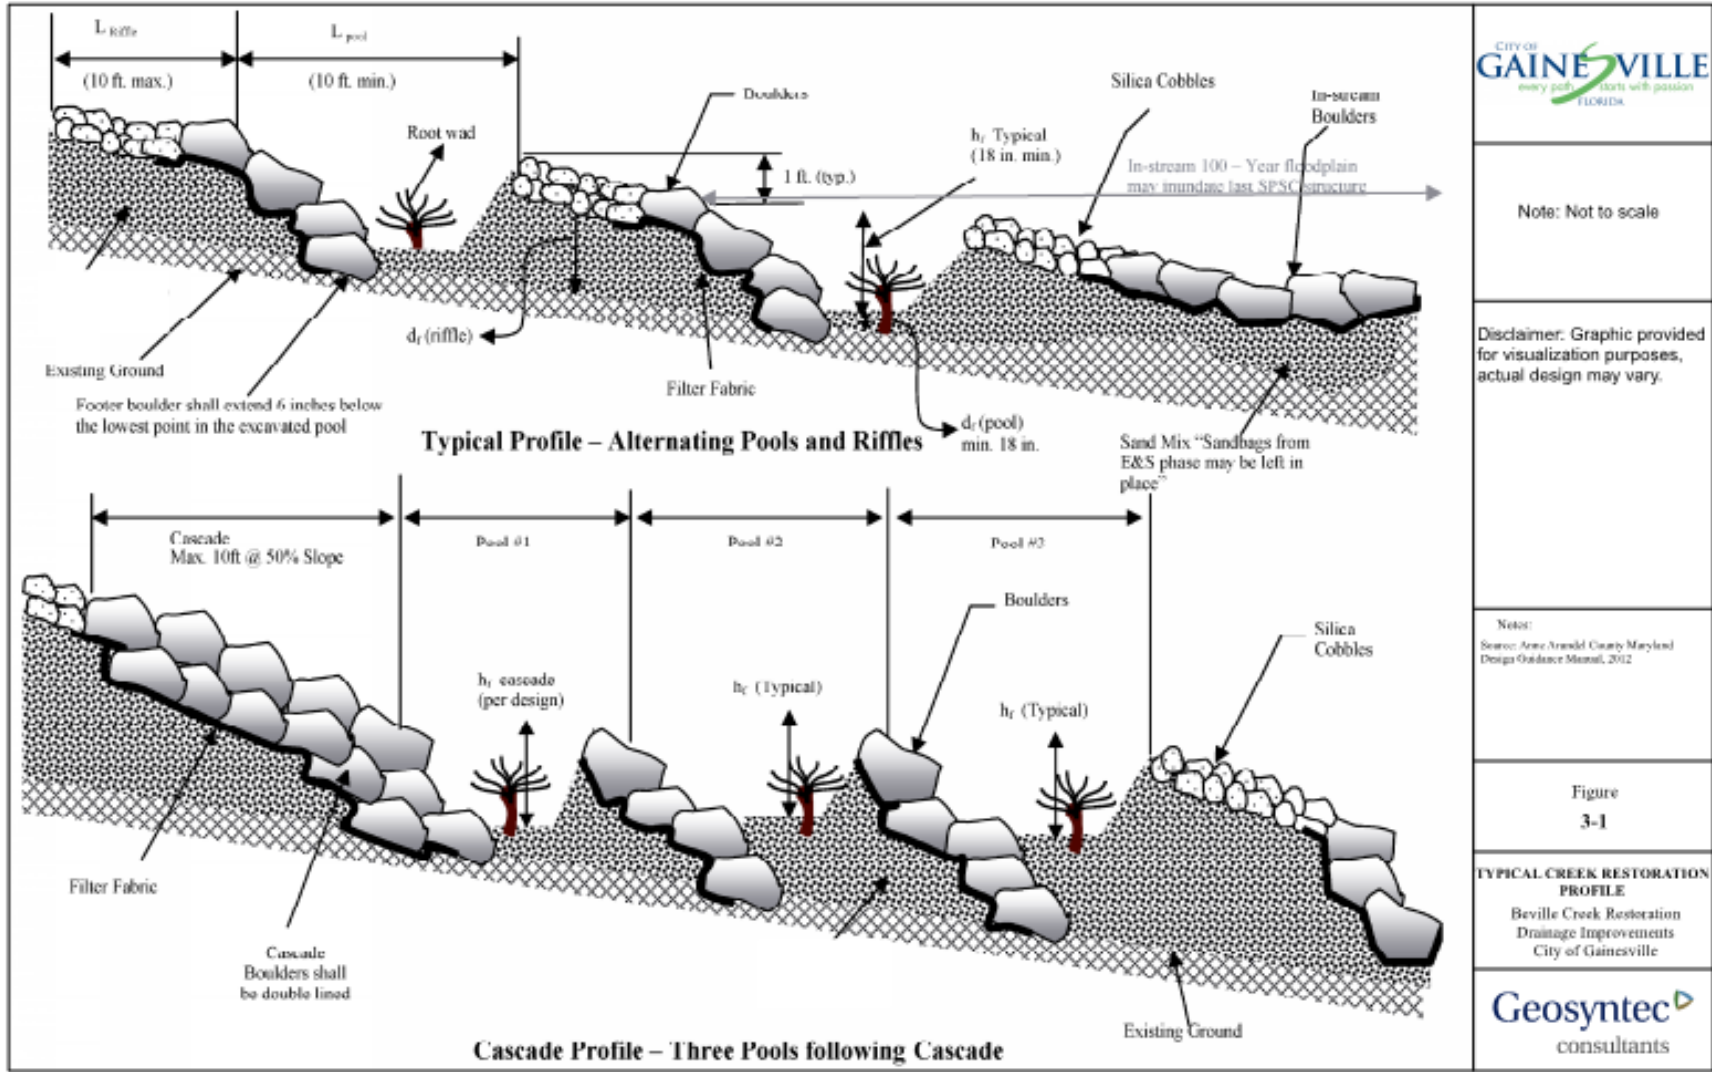 L Riffle
(10 ft. max.)
L pool
(10 ft. min.)
Root wad
Boulders
1 ft. (typ.)
hf Typical
(18 in. min.)
Silica Cobbles
In-stream
Boulders
In-stream 100 – Year floodplain
may inundate last SPSC structure
Existing Ground
Footer boulder shall extend 6 inches below
the lowest point in the excavated pool
df (riffle)
Filter Fabric
df (pool)
min. 18 in.
Sand Mix “Sandbags from
E&S phase may be left in
place”
Typical Profile – Alternating Pools and Riffles
Cascade
Max. 10ft @ 50% Slope
Pool #1
Pool #2
Pool #3
hf cascade
(per design)
hf (Typical)
hf (Typical)
Boulders
Silica
Cobbles
Filter Fabric
Cascade
Boulders shall
be double lined
Existing Ground
Cascade Profile – Three Pools following Cascade
CITY OF
GAINESVILLE
every path starts with passion
FLORIDA
Note: Not to scale
Disclaimer: Graphic provided
for visualization purposes,
actual design may vary.
Notes:
Source: Anne Arundel County Maryland
Design Guidance Manual, 2012
Figure
3-1
TYPICAL CREEK RESTORATION
PROFILE
Beville Creek Restoration
Drainage Improvements
City of Gainesville
Geosyntec
consultants